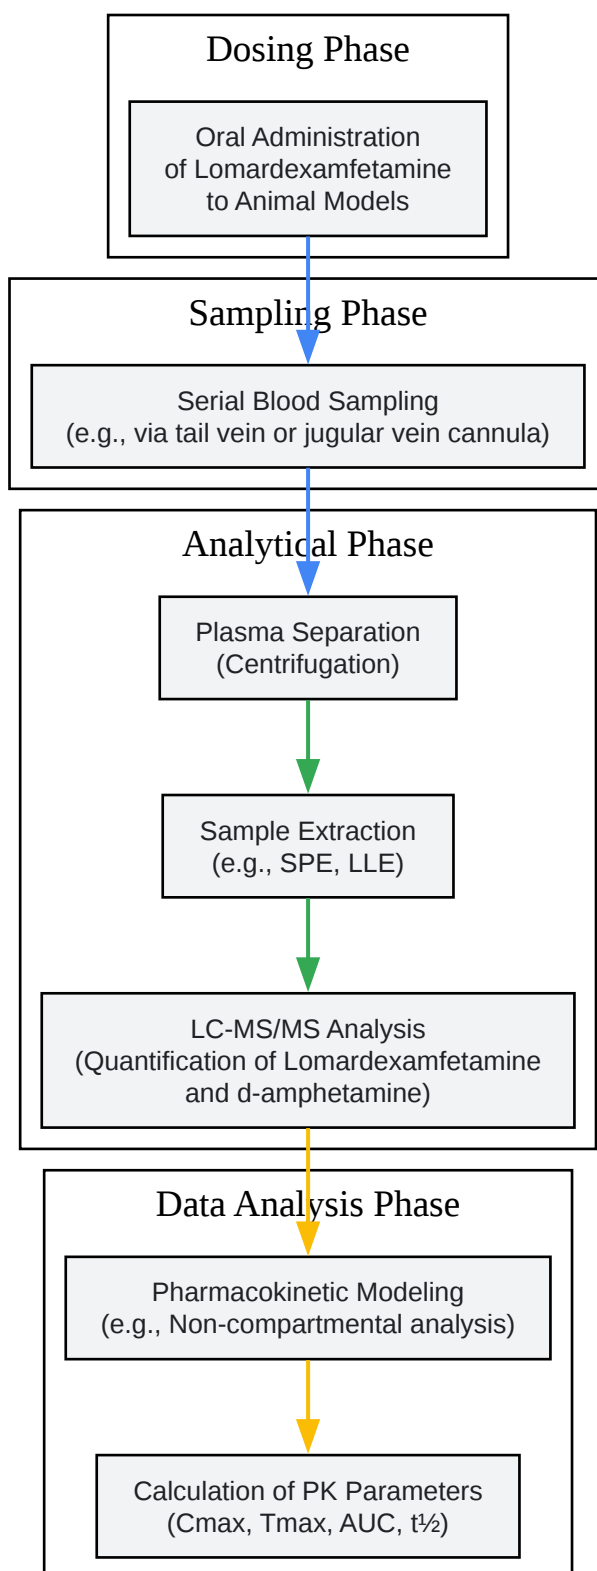 Dosing Phase
Oral Administration
of Lomardexamfetamine
to Animal Models
Sampling Phase
Serial Blood Sampling
(e.g., via tail vein or jugular vein cannula)
Analytical Phase
Plasma Separation
(Centrifugation)
Sample Extraction
(e.g., SPE, LLE)
LC-MS/MS Analysis
(Quantification of Lomardexamfetamine
and d-amphetamine)
Data Analysis Phase
Pharmacokinetic Modeling
(e.g., Non-compartmental analysis)
Calculation of PK Parameters
(Cmax, Tmax, AUC, t½)